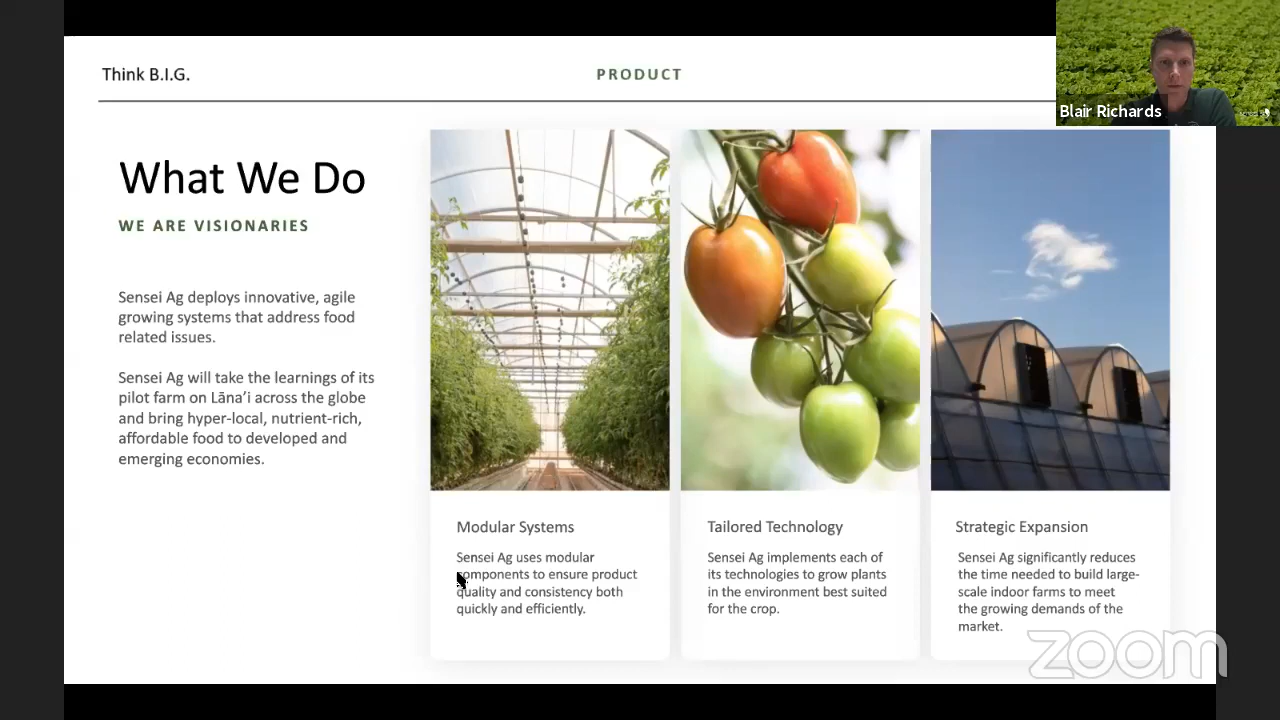 Think B.I.G.
PRODUCT
Blair Richards
What We Do
WE ARE VISIONARIES
Sensei Ag deploys innovative, agile
growing systems that address food
related issues.
Sensei Ag will take the learnings of its
pilot farm on Lāna’i across the globe
and bring hyper-local, nutrient-rich,
affordable food to developed and
emerging economies.
Modular Systems
Sensei Ag uses modular
components to ensure product
quality and consistency both
quickly and efficiently.
Tailored Technology
Sensei Ag implements each of
its technologies to grow plants
in the environment best suited
for the crop.
Strategic Expansion
Sensei Ag significantly reduces
the time needed to build large-
scale indoor farms to meet
the growing demands of the
market.
zoom